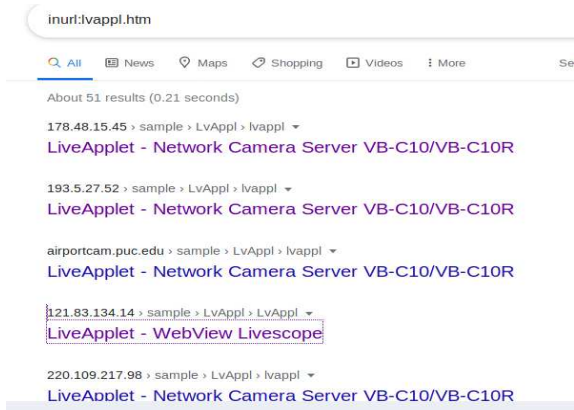 inurl:lvappl.htm
All News Maps Shopping Videos More Se
About 51 results (0.21 seconds)
178.48.15.45 › sample › LvAppl › lvappl
LiveApplet - Network Camera Server VB-C10/VB-C10R
193.5.27.52 › sample › LvAppl › lvappl
LiveApplet - Network Camera Server VB-C10/VB-C10R
airportcam.puc.edu › sample › LvAppl › lvappl
LiveApplet - Network Camera Server VB-C10/VB-C10R
121.83.134.14 › sample › LvAppl › LvAppl
LiveApplet - WebView Livescope
220.109.217.98 › sample › LvAppl › lvappl
LiveApplet - Network Camera Server VB-C10/VB-C10R